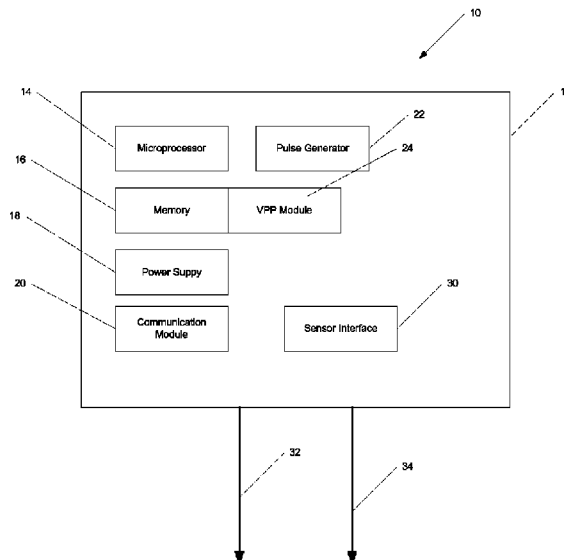 10
14
22
1
Microprocessor
Pulse Generator
16
24
Memory
VPP Module
18
Power Suppy
20
30
Communication
Module
Sensor Interface
32
34